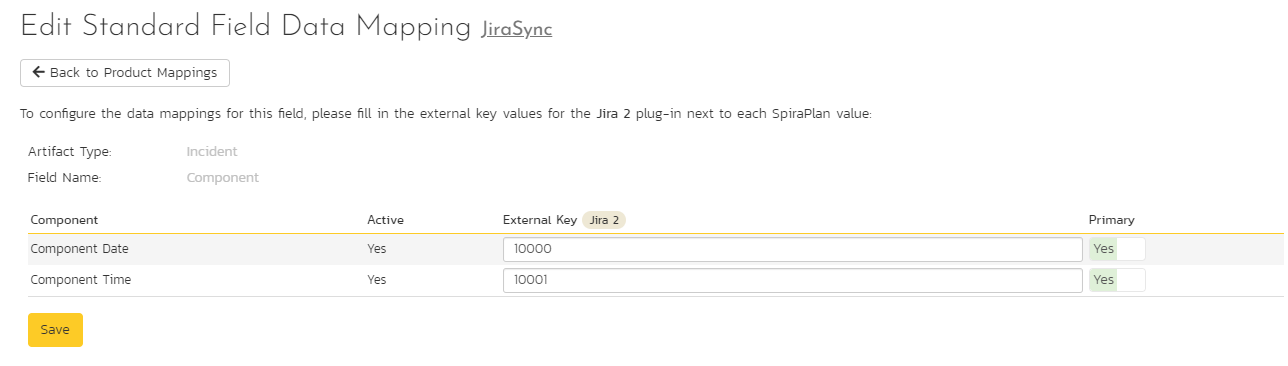 Edit Standard Field Data Mapping JiraSync
Back to Product Mappings
To configure the data mappings for this field, please fill in the external key values for the Jira 2 plug-in next to each SpiraPlan value:
Artifact Type: Incident
Field Name: Component
Component Active External Key Jira 2 Primary
Component Date Yes 10000 Yes
Component Time Yes 10001 Yes
Save